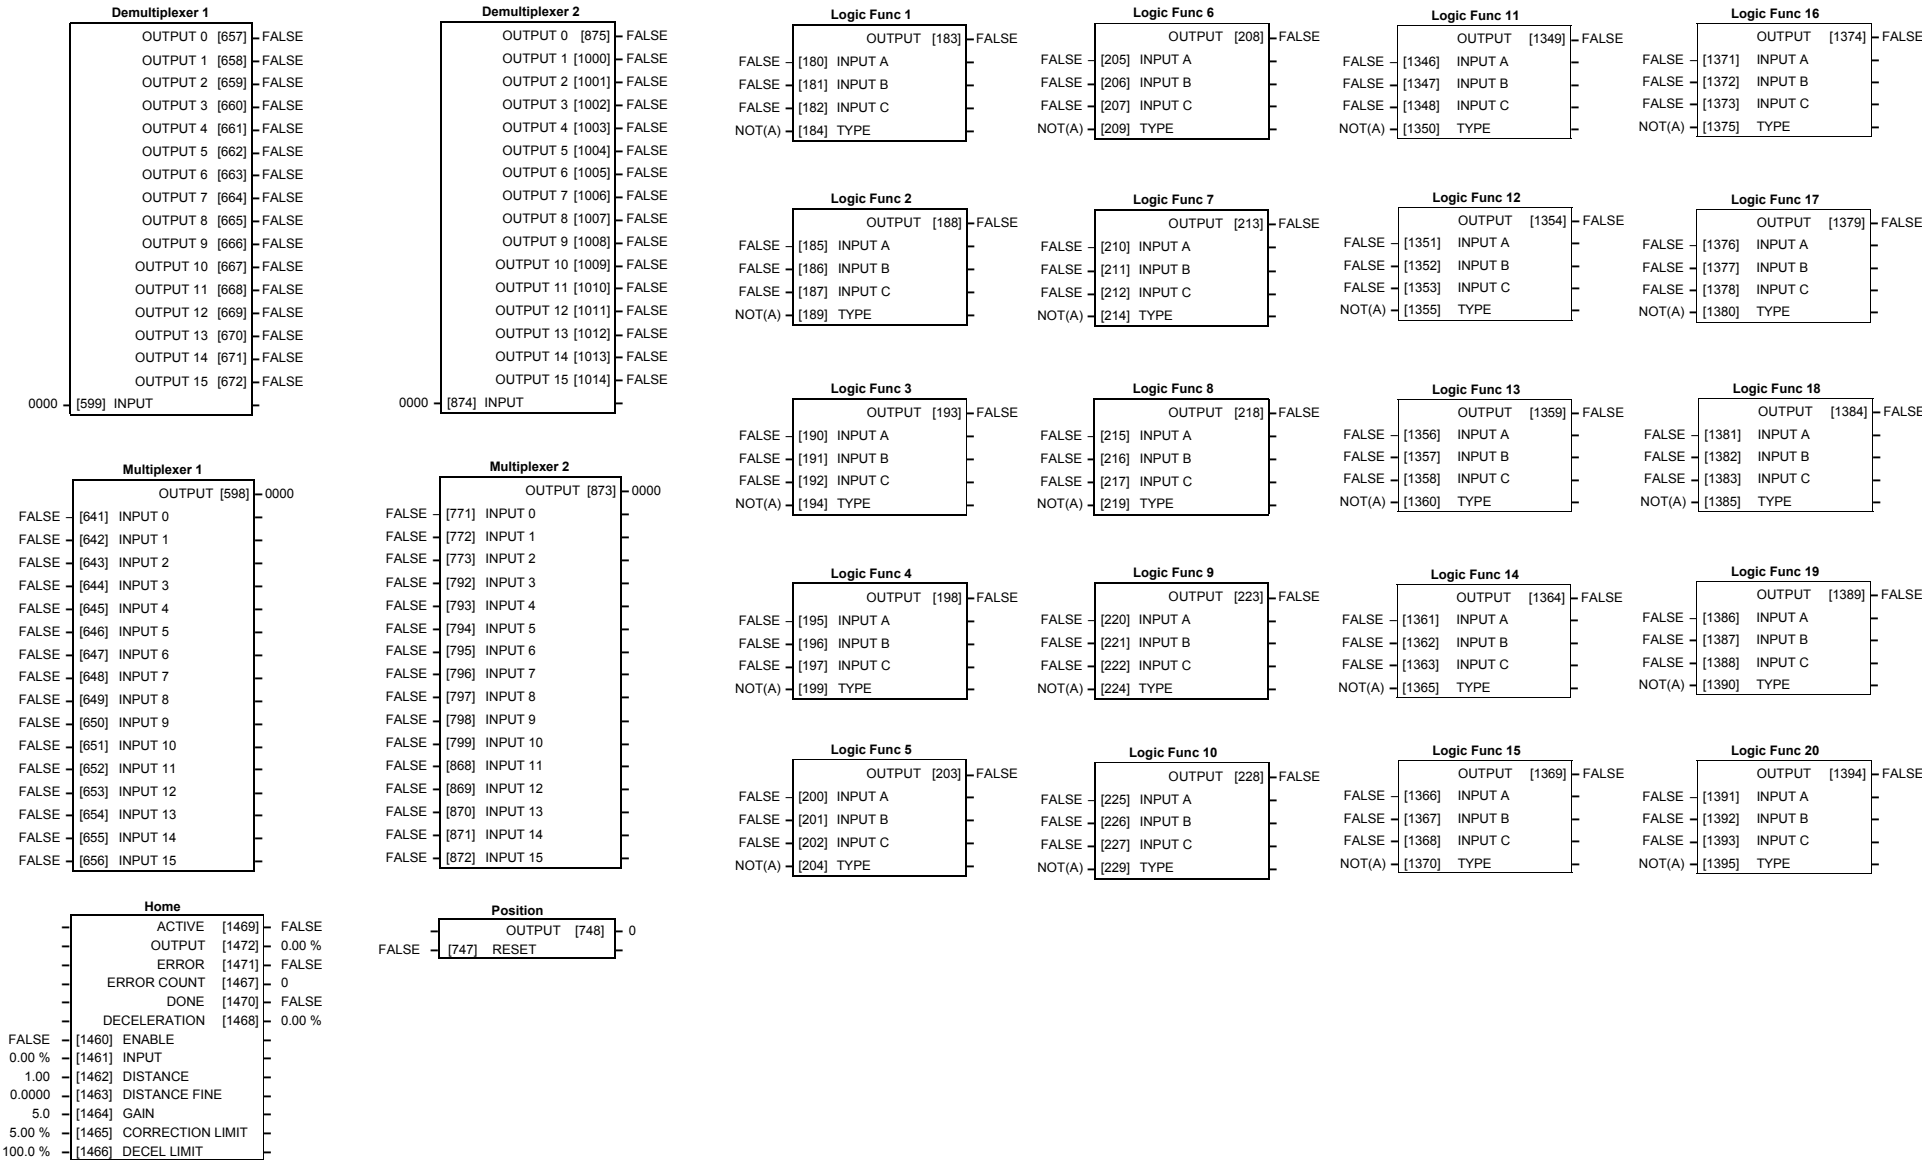 Demultiplexer 1
OUTPUT 0 [657] FALSE
OUTPUT 1 [658] FALSE
OUTPUT 2 [659] FALSE
OUTPUT 3 [660] FALSE
OUTPUT 4 [661] FALSE
OUTPUT 5 [662] FALSE
OUTPUT 6 [663] FALSE
OUTPUT 7 [664] FALSE
OUTPUT 8 [665] FALSE
OUTPUT 9 [666] FALSE
OUTPUT 10 [667] FALSE
OUTPUT 11 [668] FALSE
OUTPUT 12 [669] FALSE
OUTPUT 13 [670] FALSE
OUTPUT 14 [671] FALSE
OUTPUT 15 [672] FALSE
0000 [599] INPUT
Demultiplexer 2
OUTPUT 0 [875] FALSE
OUTPUT 1 [1000] FALSE
OUTPUT 2 [1001] FALSE
OUTPUT 3 [1002] FALSE
OUTPUT 4 [1003] FALSE
OUTPUT 5 [1004] FALSE
OUTPUT 6 [1005] FALSE
OUTPUT 7 [1006] FALSE
OUTPUT 8 [1007] FALSE
OUTPUT 9 [1008] FALSE
OUTPUT 10 [1009] FALSE
OUTPUT 11 [1010] FALSE
OUTPUT 12 [1011] FALSE
OUTPUT 13 [1012] FALSE
OUTPUT 14 [1013] FALSE
OUTPUT 15 [1014] FALSE
0000 [874] INPUT
Multiplexer 1
OUTPUT [598] 0000
FALSE [641] INPUT 0
FALSE [642] INPUT 1
FALSE [643] INPUT 2
FALSE [644] INPUT 3
FALSE [645] INPUT 4
FALSE [646] INPUT 5
FALSE [647] INPUT 6
FALSE [648] INPUT 7
FALSE [649] INPUT 8
FALSE [650] INPUT 9
FALSE [651] INPUT 10
FALSE [652] INPUT 11
FALSE [653] INPUT 12
FALSE [654] INPUT 13
FALSE [655] INPUT 14
FALSE [656] INPUT 15
Multiplexer 2
OUTPUT [873] 0000
FALSE [771] INPUT 0
FALSE [772] INPUT 1
FALSE [773] INPUT 2
FALSE [792] INPUT 3
FALSE [793] INPUT 4
FALSE [794] INPUT 5
FALSE [795] INPUT 6
FALSE [796] INPUT 7
FALSE [797] INPUT 8
FALSE [798] INPUT 9
FALSE [799] INPUT 10
FALSE [868] INPUT 11
FALSE [869] INPUT 12
FALSE [870] INPUT 13
FALSE [871] INPUT 14
FALSE [872] INPUT 15
Home
ACTIVE [1469] FALSE
OUTPUT [1472] 0.00 %
ERROR [1471] FALSE
ERROR COUNT [1467] 0
DONE [1470] FALSE
DECELERATION [1468] 0.00 %
FALSE [1460] ENABLE
0.00 % [1461] INPUT
1.00 [1462] DISTANCE
0.0000 [1463] DISTANCE FINE
5.0 [1464] GAIN
5.00 % [1465] CORRECTION LIMIT
100.0 % [1466] DECEL LIMIT
Position
OUTPUT [748] 0
FALSE [747] RESET
Logic Func 1
OUTPUT [183] FALSE
FALSE [180] INPUT A
FALSE [181] INPUT B
FALSE [182] INPUT C
NOT(A) [184] TYPE
Logic Func 2
OUTPUT [188] FALSE
FALSE [185] INPUT A
FALSE [186] INPUT B
FALSE [187] INPUT C
NOT(A) [189] TYPE
Logic Func 3
OUTPUT [193] FALSE
FALSE [190] INPUT A
FALSE [191] INPUT B
FALSE [192] INPUT C
NOT(A) [194] TYPE
Logic Func 4
OUTPUT [198] FALSE
FALSE [195] INPUT A
FALSE [196] INPUT B
FALSE [197] INPUT C
NOT(A) [199] TYPE
Logic Func 5
OUTPUT [203] FALSE
FALSE [200] INPUT A
FALSE [201] INPUT B
FALSE [202] INPUT C
NOT(A) [204] TYPE
Logic Func 6
OUTPUT [208] FALSE
FALSE [205] INPUT A
FALSE [206] INPUT B
FALSE [207] INPUT C
NOT(A) [209] TYPE
Logic Func 7
OUTPUT [213] FALSE
FALSE [210] INPUT A
FALSE [211] INPUT B
FALSE [212] INPUT C
NOT(A) [214] TYPE
Logic Func 8
OUTPUT [218] FALSE
FALSE [215] INPUT A
FALSE [216] INPUT B
FALSE [217] INPUT C
NOT(A) [219] TYPE
Logic Func 9
OUTPUT [223] FALSE
FALSE [220] INPUT A
FALSE [221] INPUT B
FALSE [222] INPUT C
NOT(A) [224] TYPE
Logic Func 10
OUTPUT [228] FALSE
FALSE [225] INPUT A
FALSE [226] INPUT B
FALSE [227] INPUT C
NOT(A) [229] TYPE
Logic Func 11
OUTPUT [1349] FALSE
FALSE [1346] INPUT A
FALSE [1347] INPUT B
FALSE [1348] INPUT C
NOT(A) [1350] TYPE
Logic Func 12
OUTPUT [1354] FALSE
FALSE [1351] INPUT A
FALSE [1352] INPUT B
FALSE [1353] INPUT C
NOT(A) [1355] TYPE
Logic Func 13
OUTPUT [1359] FALSE
FALSE [1356] INPUT A
FALSE [1357] INPUT B
FALSE [1358] INPUT C
NOT(A) [1360] TYPE
Logic Func 14
OUTPUT [1364] FALSE
FALSE [1361] INPUT A
FALSE [1362] INPUT B
FALSE [1363] INPUT C
NOT(A) [1365] TYPE
Logic Func 15
OUTPUT [1369] FALSE
FALSE [1366] INPUT A
FALSE [1367] INPUT B
FALSE [1368] INPUT C
NOT(A) [1370] TYPE
Logic Func 16
OUTPUT [1374] FALSE
FALSE [1371] INPUT A
FALSE [1372] INPUT B
FALSE [1373] INPUT C
NOT(A) [1375] TYPE
Logic Func 17
OUTPUT [1379] FALSE
FALSE [1376] INPUT A
FALSE [1377] INPUT B
FALSE [1378] INPUT C
NOT(A) [1380] TYPE
Logic Func 18
OUTPUT [1384] FALSE
FALSE [1381] INPUT A
FALSE [1382] INPUT B
FALSE [1383] INPUT C
NOT(A) [1385] TYPE
Logic Func 19
OUTPUT [1389] FALSE
FALSE [1386] INPUT A
FALSE [1387] INPUT B
FALSE [1388] INPUT C
NOT(A) [1390] TYPE
Logic Func 20
OUTPUT [1394] FALSE
FALSE [1391] INPUT A
FALSE [1392] INPUT B
FALSE [1393] INPUT C
NOT(A) [1395] TYPE